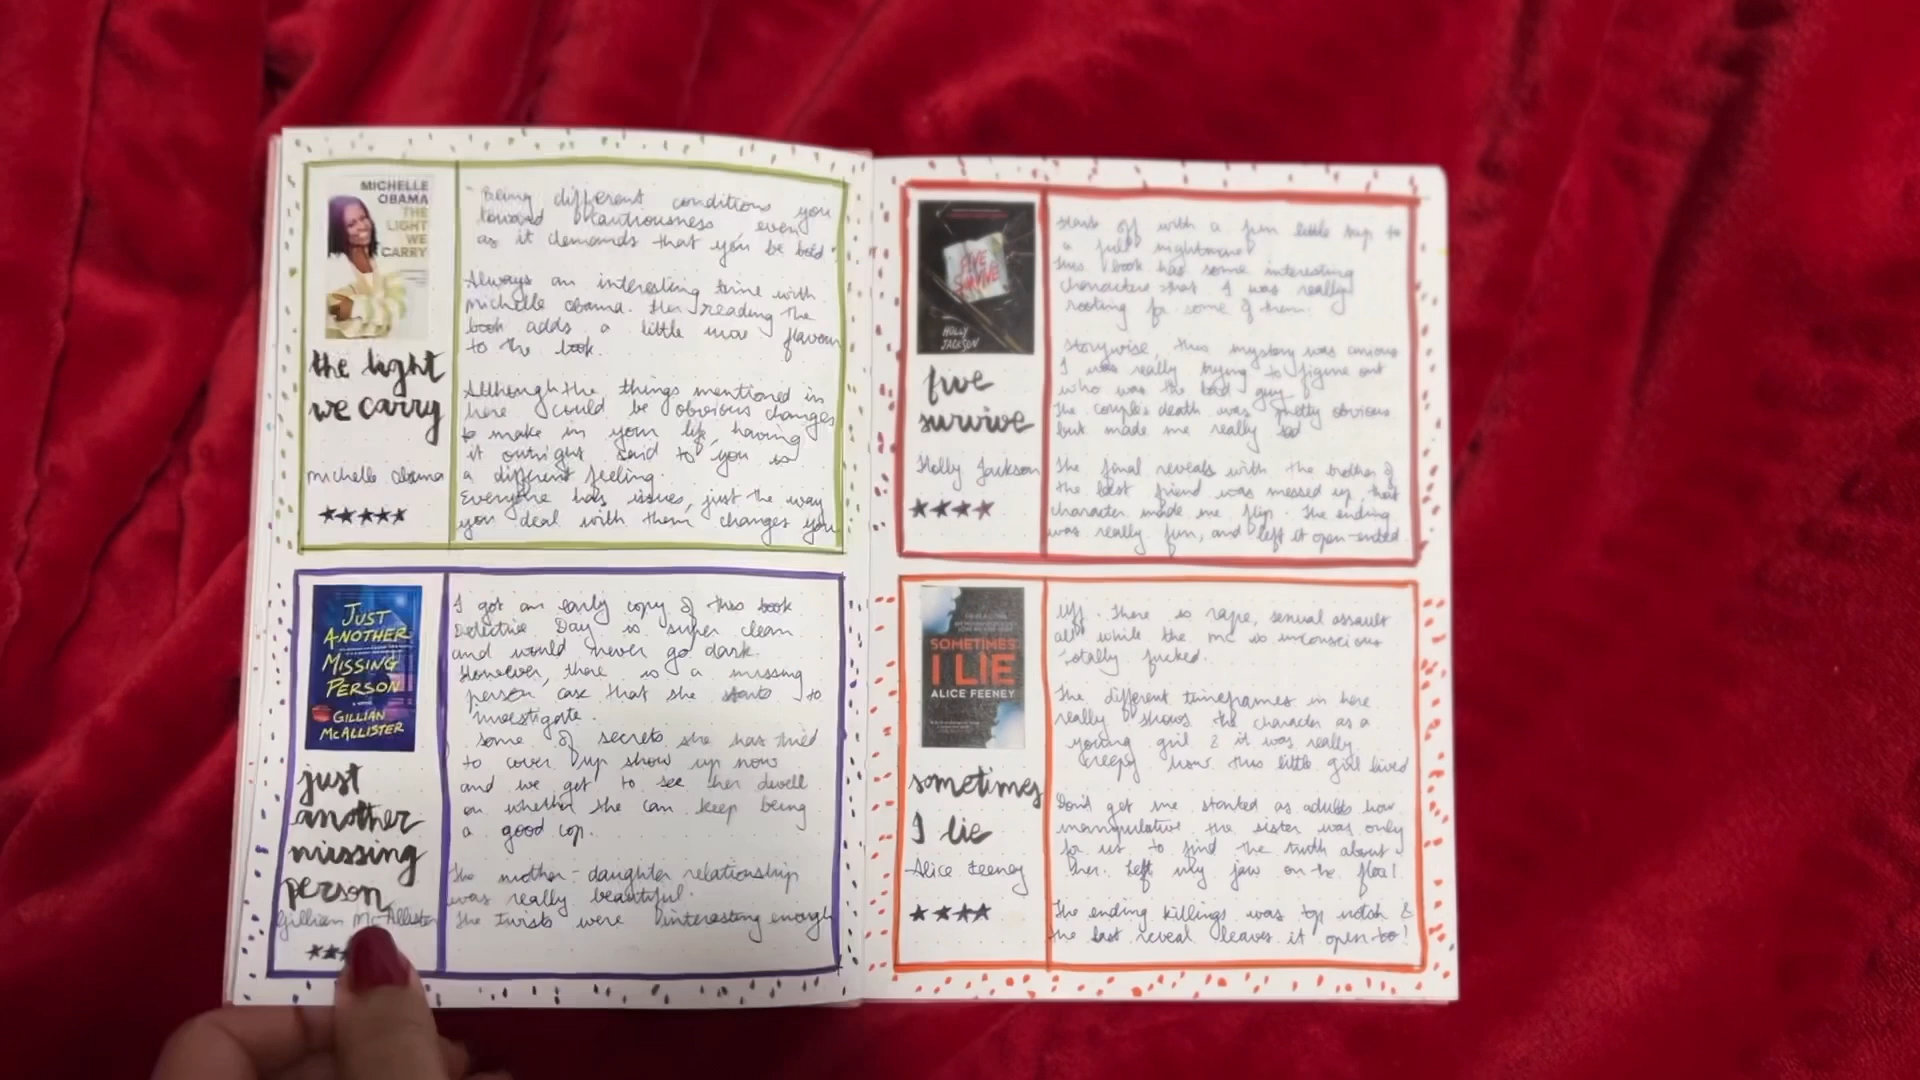 MICHELLE
OBAMA
THE
LIGHT
WE
CARRY
the light
we carry
michelle obama
★★★★★
"Being different conditions you
toward cautiousness, even
as it demands that you be bold"
Always an interesting time with
michelle obama. Her reading the
book adds a little more flavour
to the book.
Although the things mentioned in
here could be obvious changes
to make in your life, having
it outright said to you is
a different feeling.
Everyone has issues, just the way
you deal with them changes you
JUST
ANOTHER
MISSING
PERSON
GILLIAN
McALLISTER
just
another
missing
person
Gillian McAllister
★★★
I got an early copy of this book
Detective Day is super clean
and would never go dark.
However, there is a missing
person case that she starts to
investigate.
some of secrets she has tried
to cover up show up now
and we get to see her dwell
on whether she can keep being
a good cop.
The mother-daughter relationship
was really beautiful.
The twists were interesting enough
FIVE
SURVIVE
HOLLY
JACKSON
five
survive
Holly Jackson
★★★★
starts off with a fun little trip to
a full nightmare
this book has some interesting
characters that I was really
rooting for some of them.
storywise, this mystery was
I was really trying to figure out
who was the bad guy
the couple's death was pretty obvious
but made me really sad
The final reveals with the brother of
the best friend was messed up, that
character made me flip. The ending
was really fun, and left it open-ended.
SOMETIMES
I LIE
ALICE FEENEY
sometimes
I lie
Alice Feeney
★★★★
Uff. There is rape, sexual assault
all while the mc is unconscious
totally fucked.
The different timeframes in here
really shows the character as a
young girl & it was really
creepy how this little girl lived
Don't get me started as adults how
manipulative the sister was only
for us to find the truth about
her. Left my jaw on the floor!
The ending killings was top notch &
the last reveal leaves it open too!